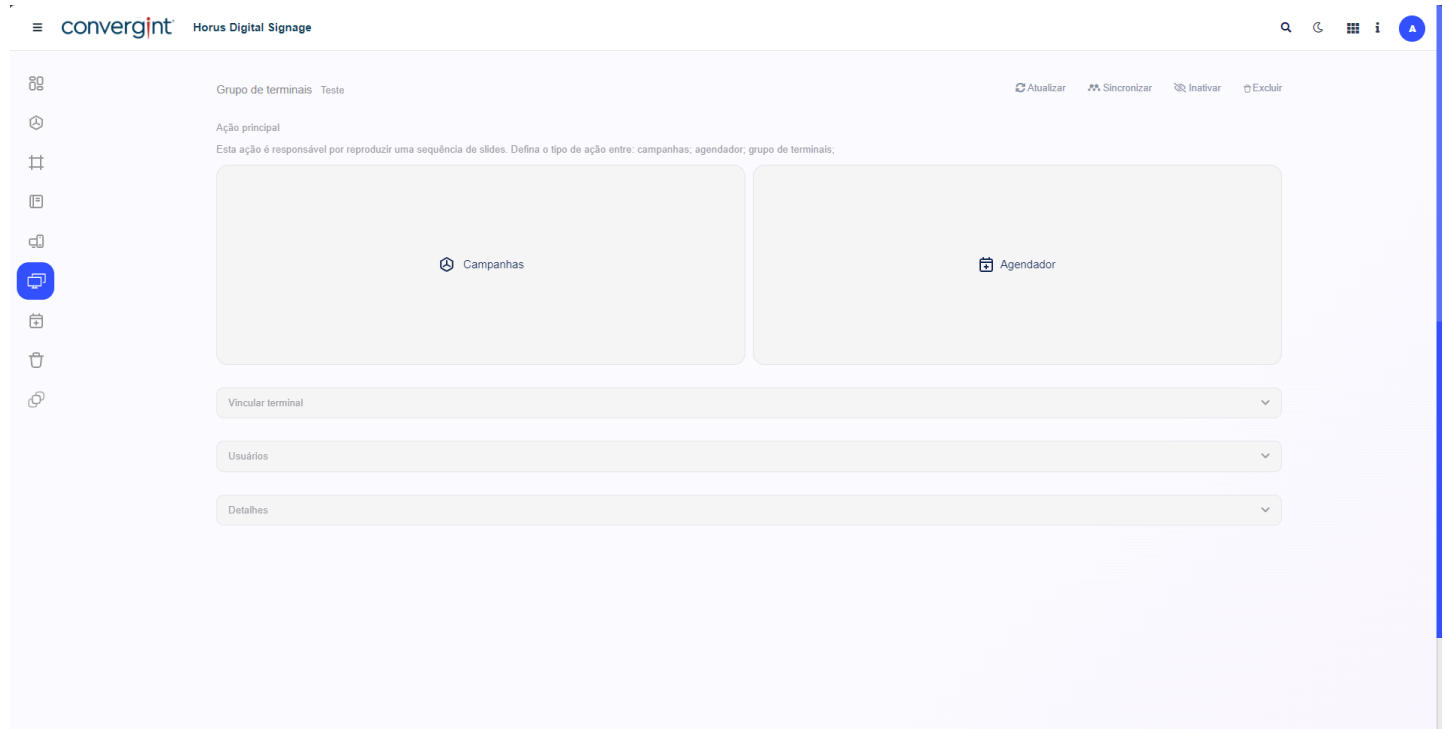 convergint Horus Digital Signage
A
Grupo de terminais Teste
Atualizar Sincronizar Inativar Excluir
Ação principal
Esta ação é responsável por reproduzir uma sequência de slides. Defina o tipo de ação entre: campanhas; agendador; grupo de terminais;
Campanhas
Agendador
Vincular terminal
Usuários
Detalhes